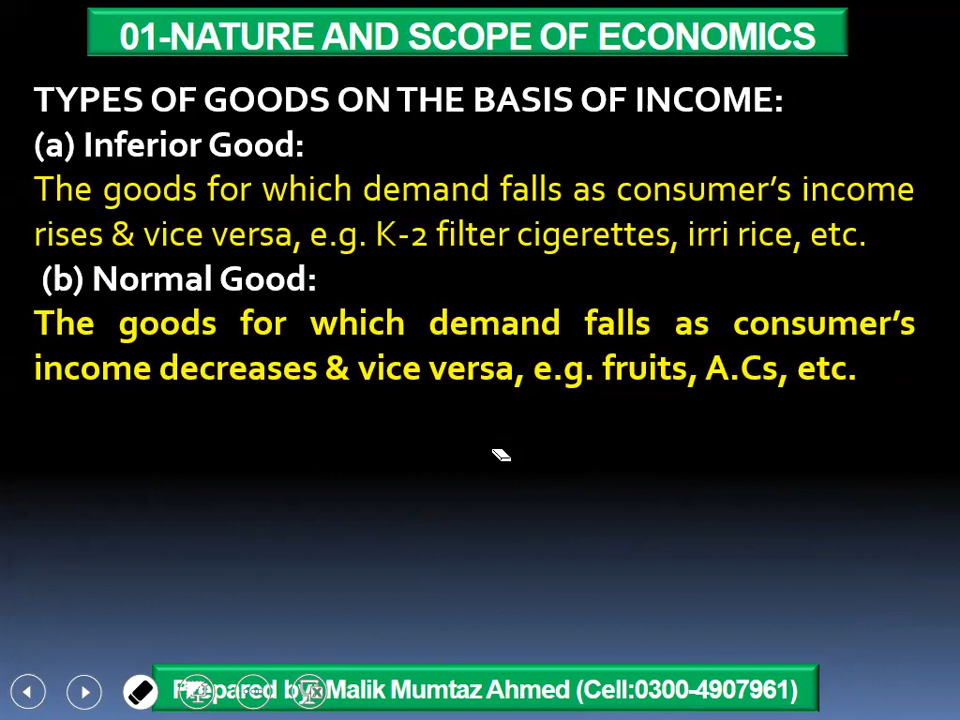 01-NATURE AND SCOPE OF ECONOMICS
TYPES OF GOODS ON THE BASIS OF INCOME:
(a) Inferior Good:
The goods for which demand falls as consumer's income
rises & vice versa, e.g. K-2 filter cigerettes, irri rice, etc.
(b) Normal Good:
The goods for which demand falls as consumer's
income decreases & vice versa, e.g. fruits, A.Cs, etc.
Prepared by Malik Mumtaz Ahmed (Cell:0300-4907961)